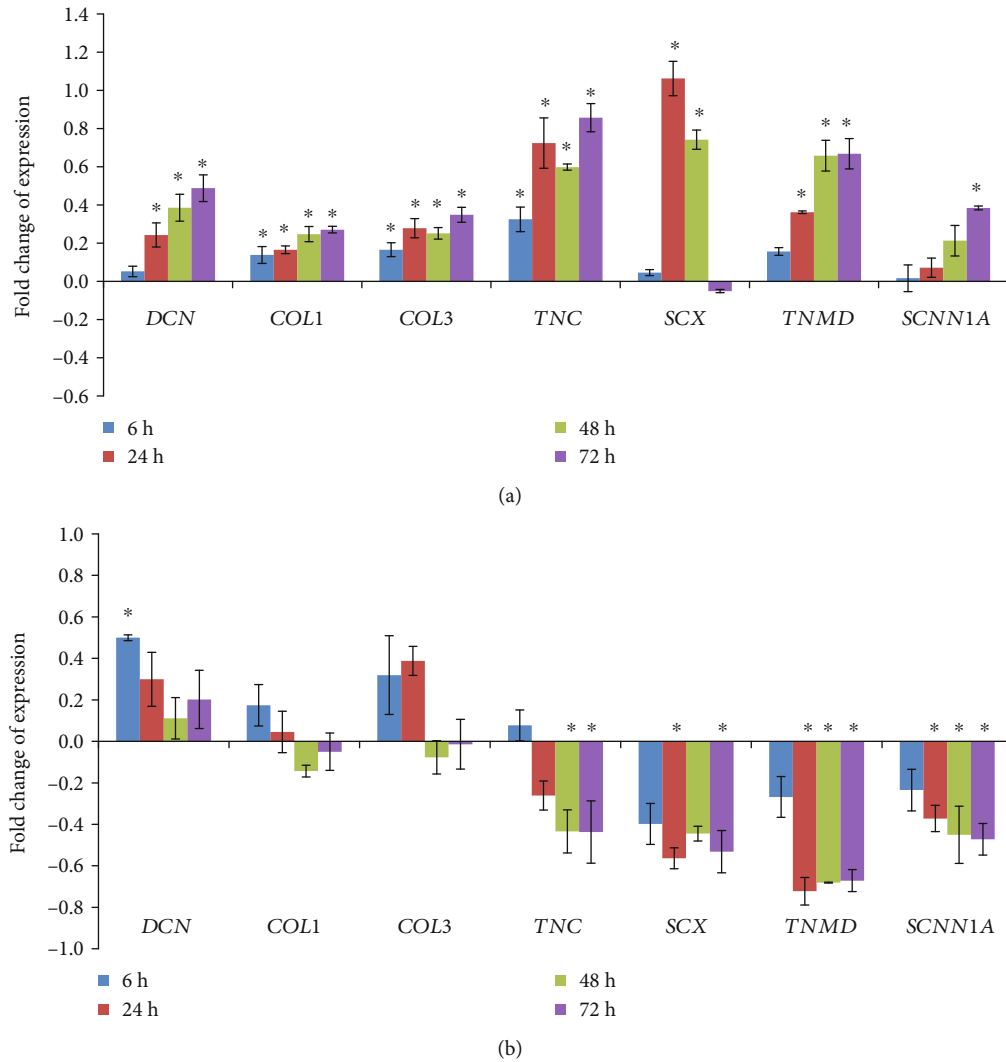 Fold change of expression
1.4
1.2
1.0
0.8
0.6
0.4
0.2
0.0
−0.2
−0.4
−0.6
* * * * * * * * * * * * * * * * * * * * *
DCN COL1 COL3 TNC SCX TNMD SCNN1A
6 h 48 h
24 h 72 h
(a)
Fold change of expression
1.0
0.8
0.6
0.4
0.2
0.0
−0.2
−0.4
−0.6
−0.8
−1.0
*
* * * * * * * * * *
DCN COL1 COL3 TNC SCX TNMD SCNN1A
6 h 48 h
24 h 72 h
(b)